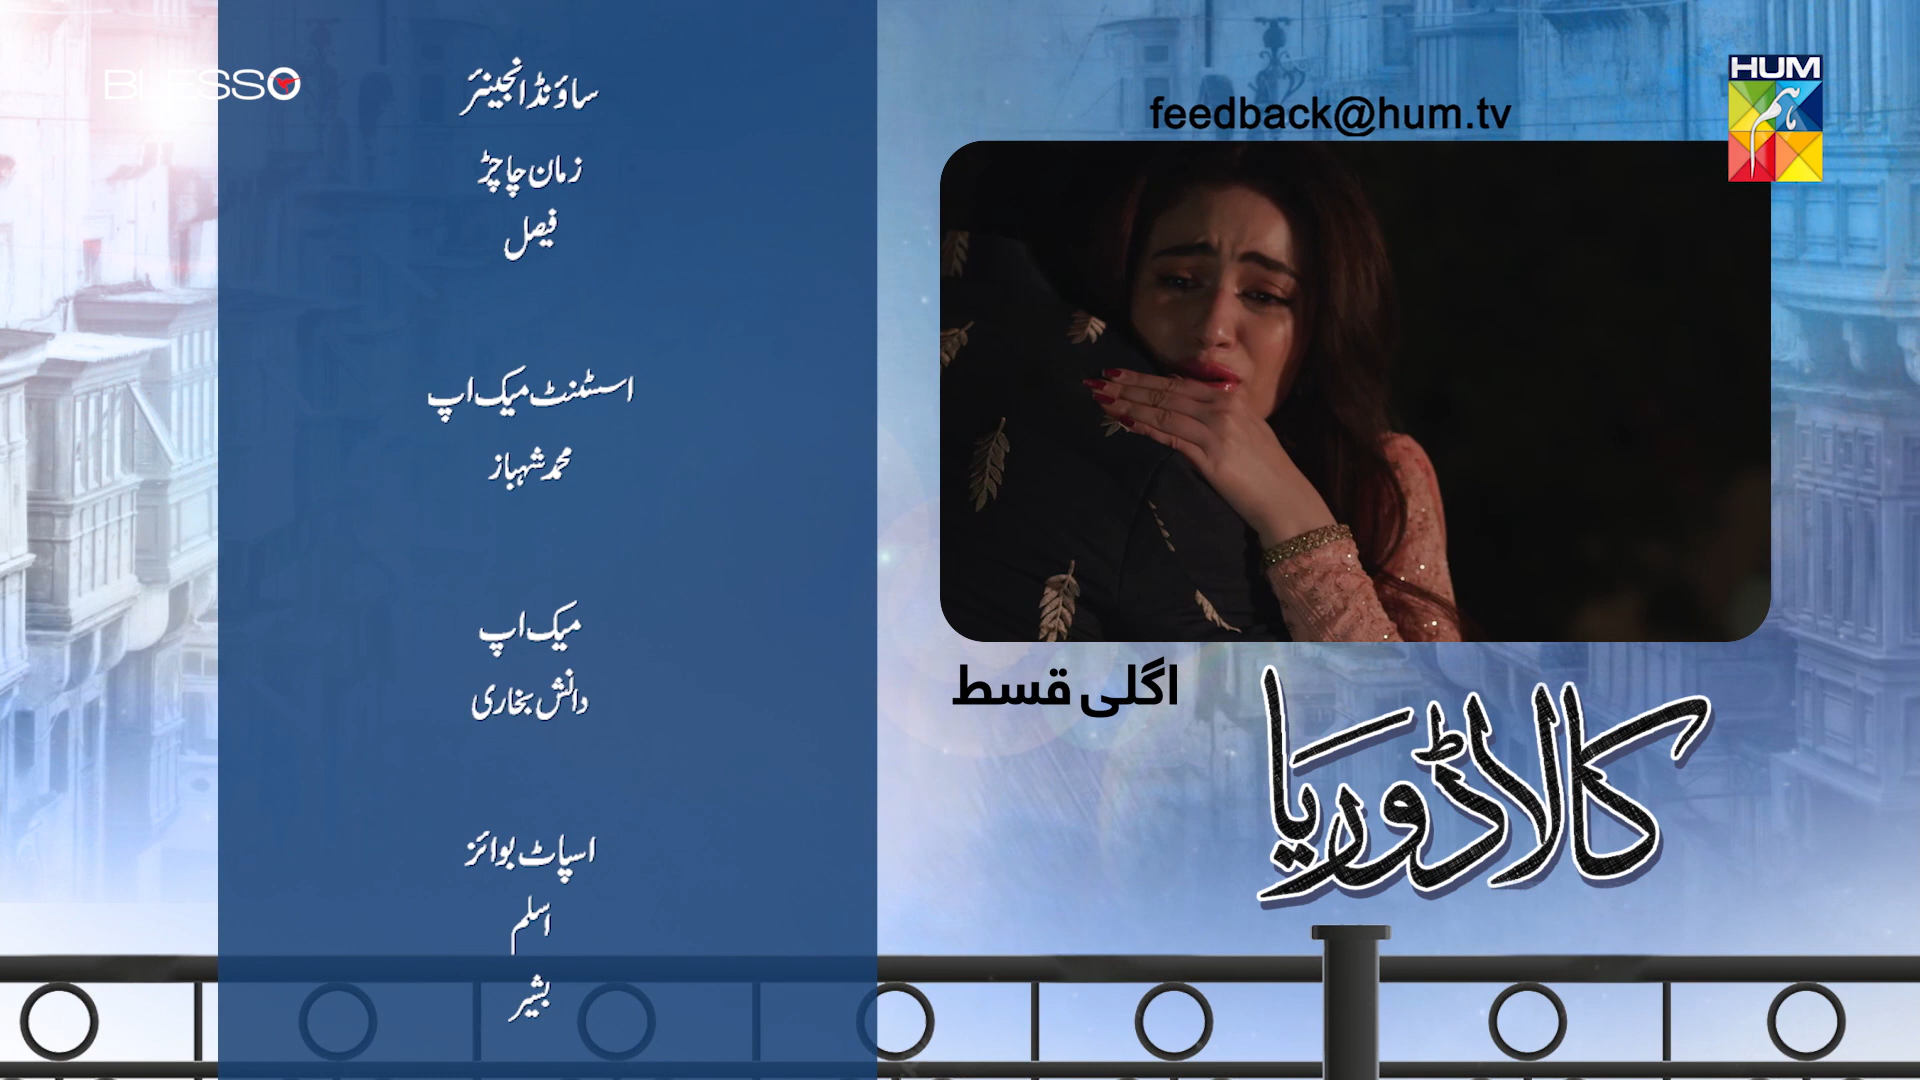 BLESSO
ساؤنڈ انجینئر
زمان چاچڑ
فیصل
اسسٹنٹ میک اپ
محمد شہباز
میک اپ
دانش بخاری
اسپاٹ بوائز
اسلم
بشیر
feedback@hum.tv
HUM
ہم
اگلی قسط
کالا ڈوریا